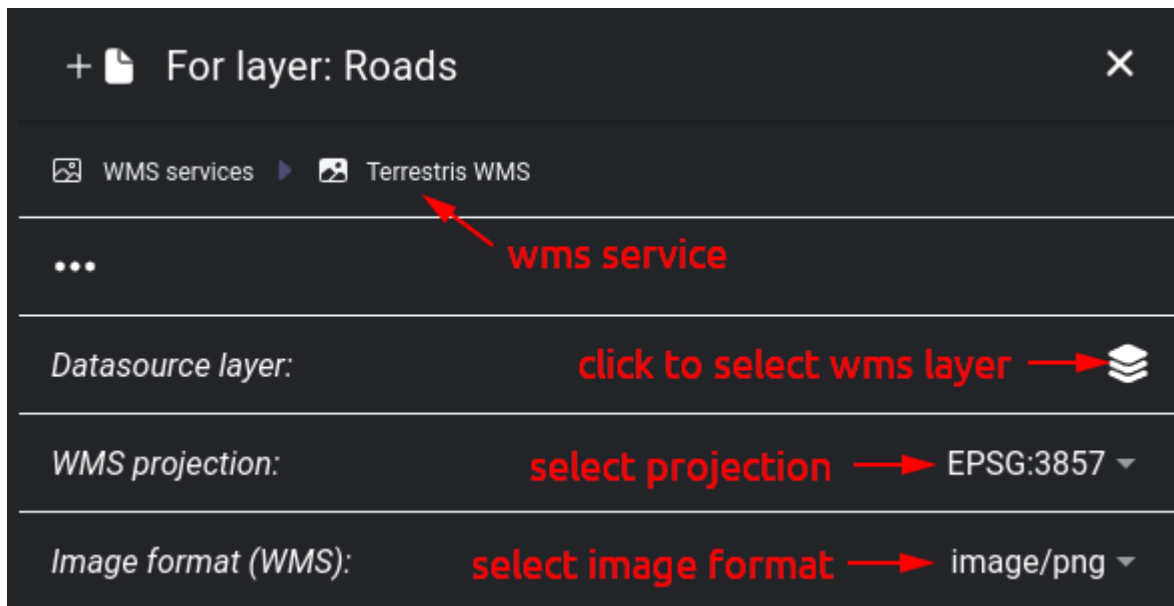 For layer: Roads
WMS services Terrestris WMS
wms service
Datasource layer: click to select wms layer
WMS projection: select projection EPSG:3857
Image format (WMS): select image format image/png